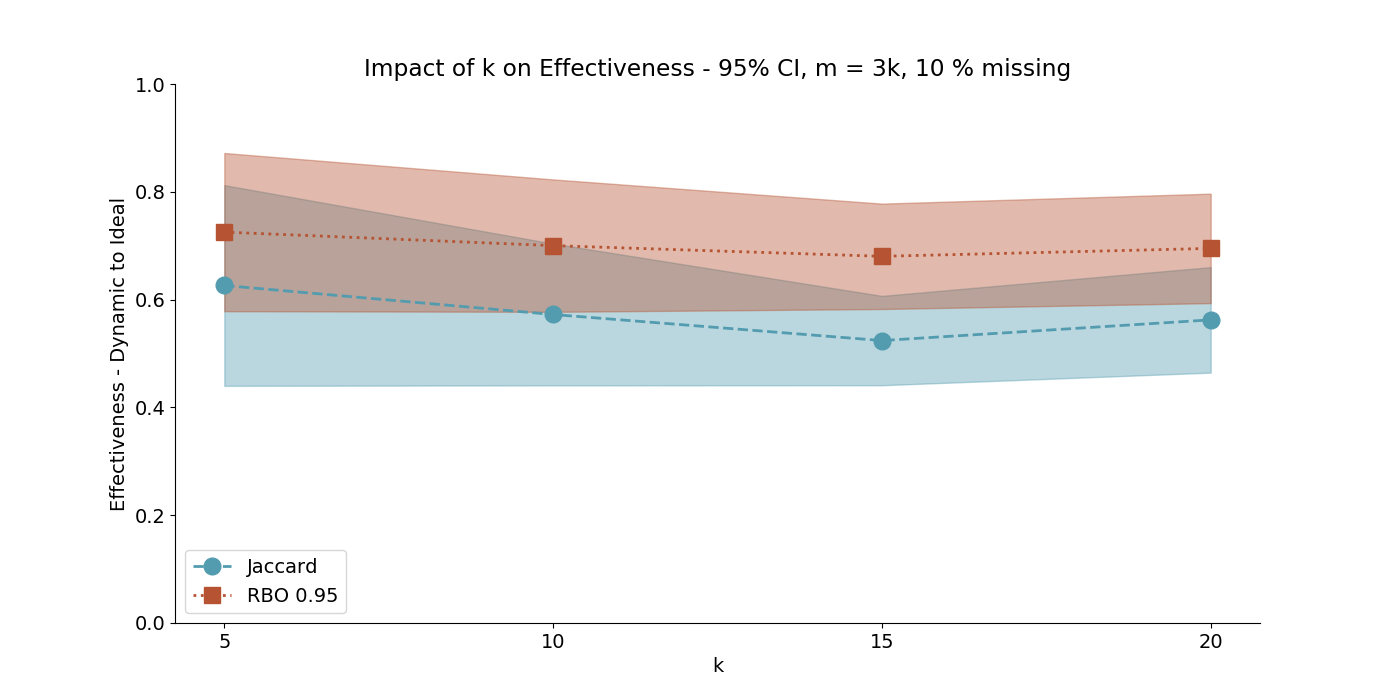 Impact of k on Effectiveness - 95% CI, m = 3k, 10 % missing
Effectiveness - Dynamic to Ideal
1.0
0.8
0.6
0.4
0.2
0.0
Jaccard
RBO 0.95
5 10 15 20
k